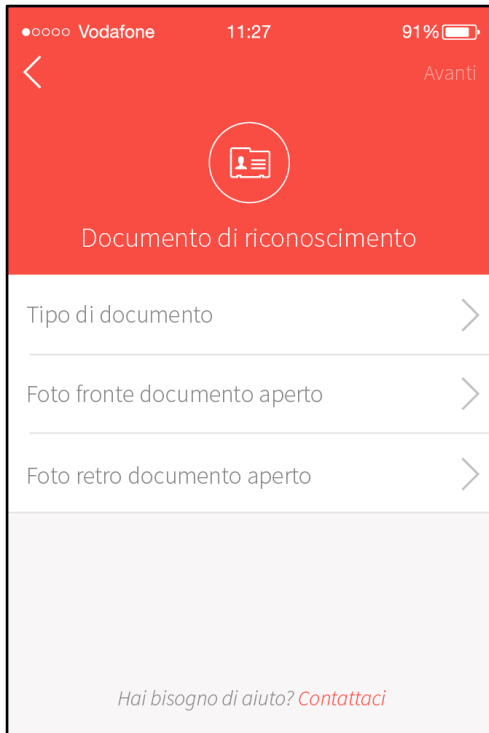 Vodafone 11:27 91%
Avanti
Documento di riconoscimento
Tipo di documento
Foto fronte documento aperto
Foto retro documento aperto
Hai bisogno di aiuto? Contattaci